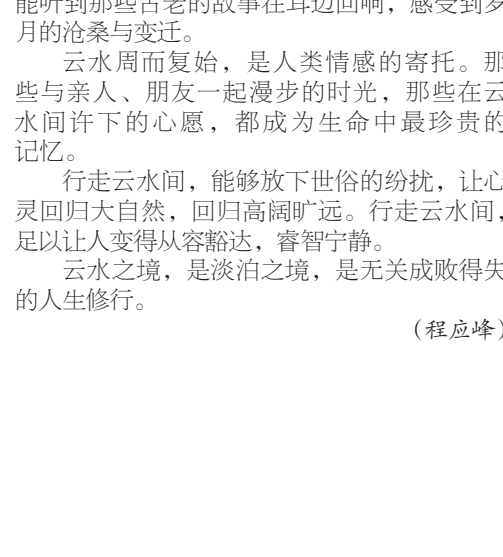 能听到那些古老的故事在耳边回响，感受到岁
月的沧桑与变迁。
云水周而复始，是人类情感的寄托。那
些与亲人、朋友一起漫步的时光，那些在云
水间许下的心愿，都成为生命中最珍贵的
记忆。
行走云水间，能够放下世俗的纷扰，让心
灵回归大自然，回归高阔旷远。行走云水间，
足以让人变得从容豁达，睿智宁静。
云水之境，是淡泊之境，是无关成败得失
的人生修行。
（程应峰）